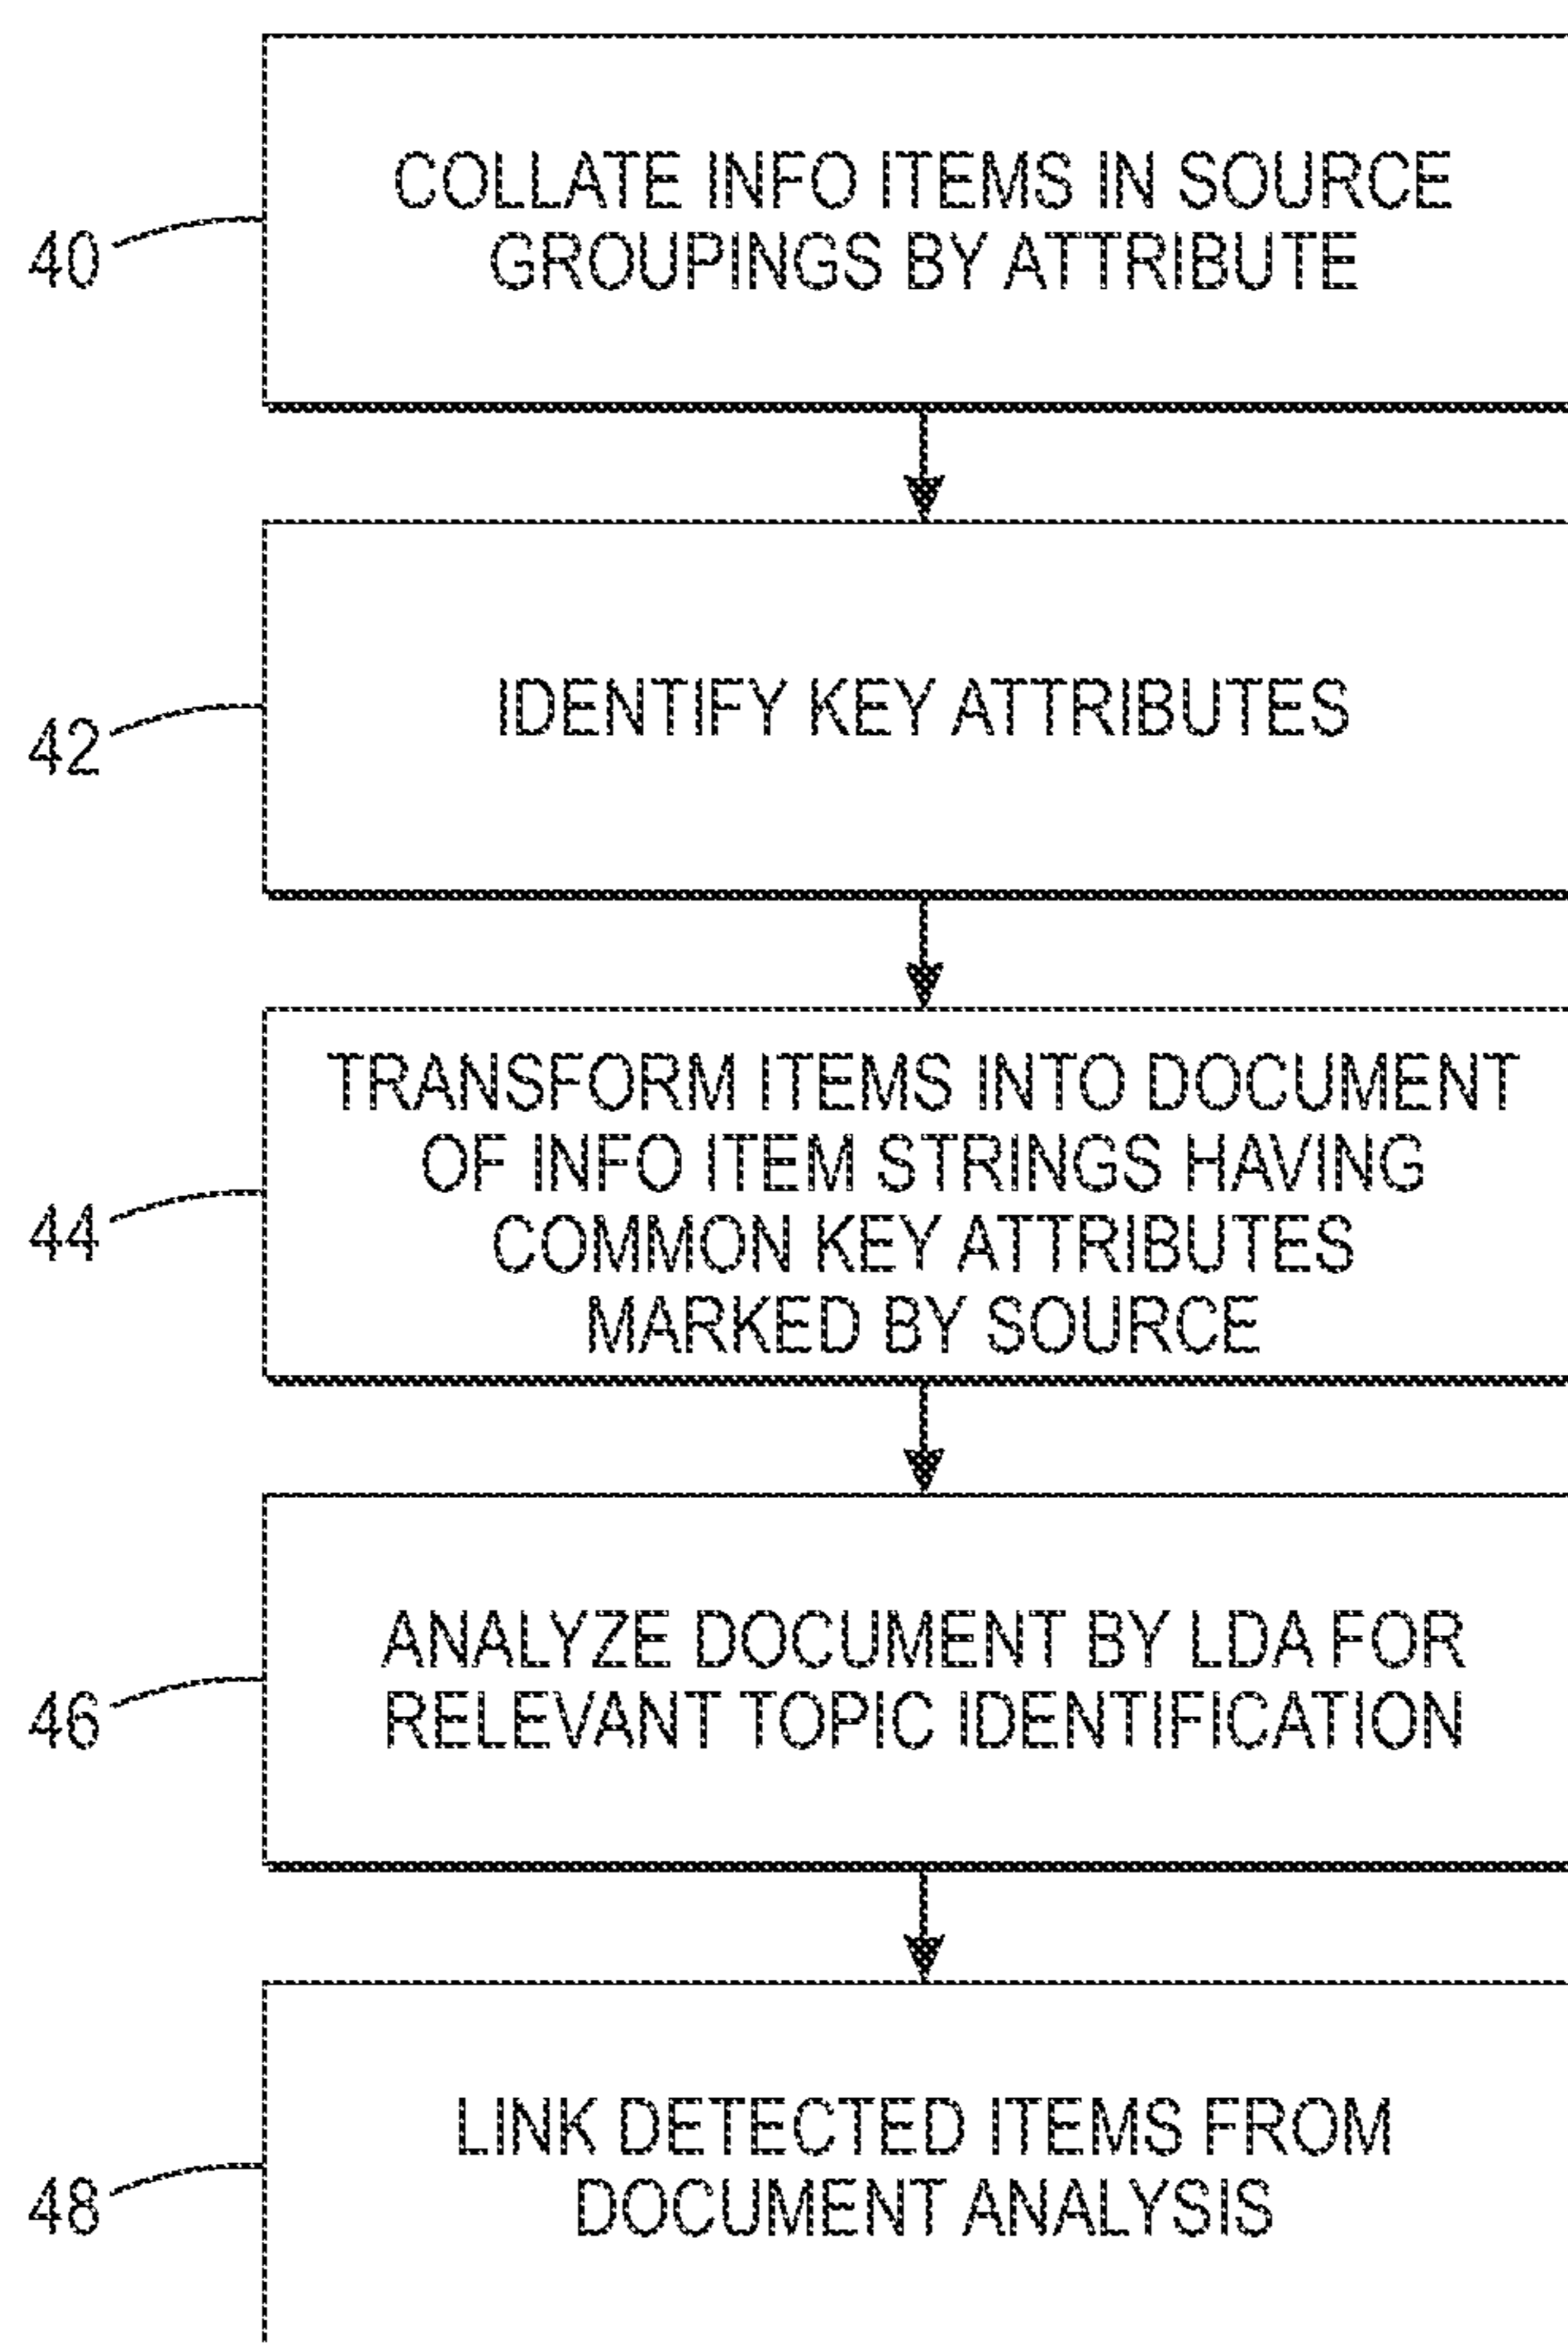 COLLATE INFO ITEMS IN SOURCE
GROUPINGS BY ATTRIBUTE
40
IDENTIFY KEY ATTRIBUTES
42
TRANSFORM ITEMS INTO DOCUMENT
OF INFO ITEM STRINGS HAVING
COMMON KEY ATTRIBUTES
MARKED BY SOURCE
44
ANALYZE DOCUMENT BY LDA FOR
RELEVANT TOPIC IDENTIFICATION
46
LINK DETECTED ITEMS FROM
DOCUMENT ANALYSIS
48